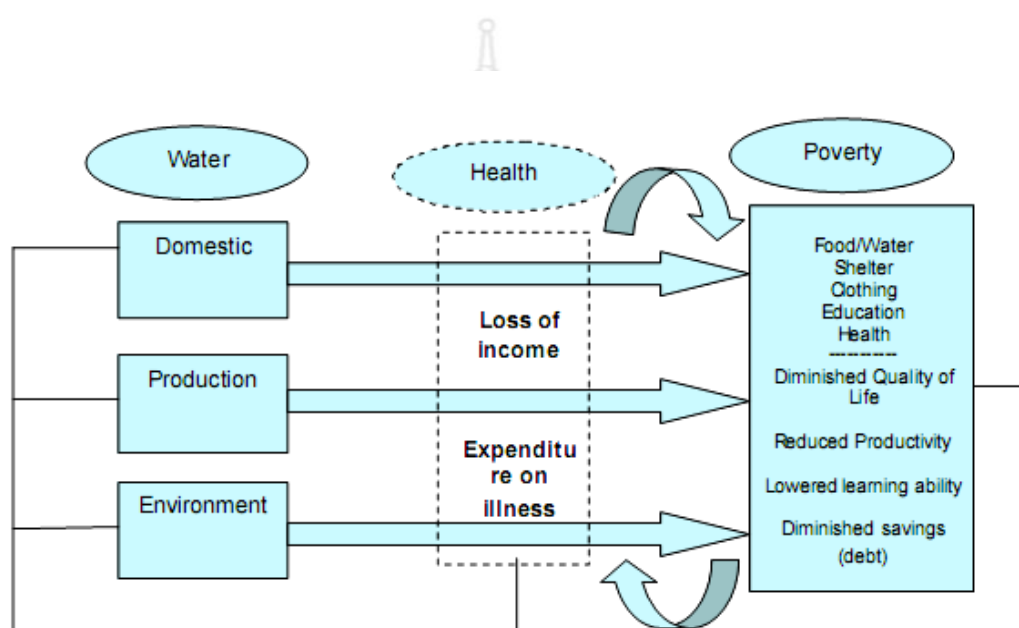 Water
Health
Poverty
Domestic
Production
Environment
Loss of
income
Expenditu
re on
illness
Food/Water
Shelter
Clothing
Education
Health
------------
Diminished Quality of
Life
Reduced Productivity
Lowered learning ability
Diminished savings
(debt)